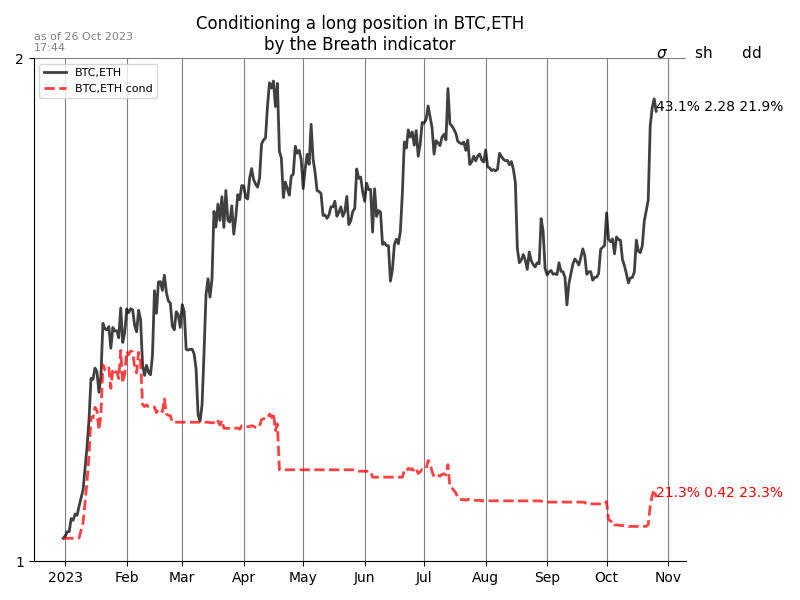 Conditioning a long position in BTC,ETH
by the Breath indicator
as of 26 Oct 2023
17:44
σ sh dd
2
BTC,ETH
BTC,ETH cond
43.1% 2.28 21.9%
21.3% 0.42 23.3%
1
2023 Feb Mar Apr May Jun Jul Aug Sep Oct Nov